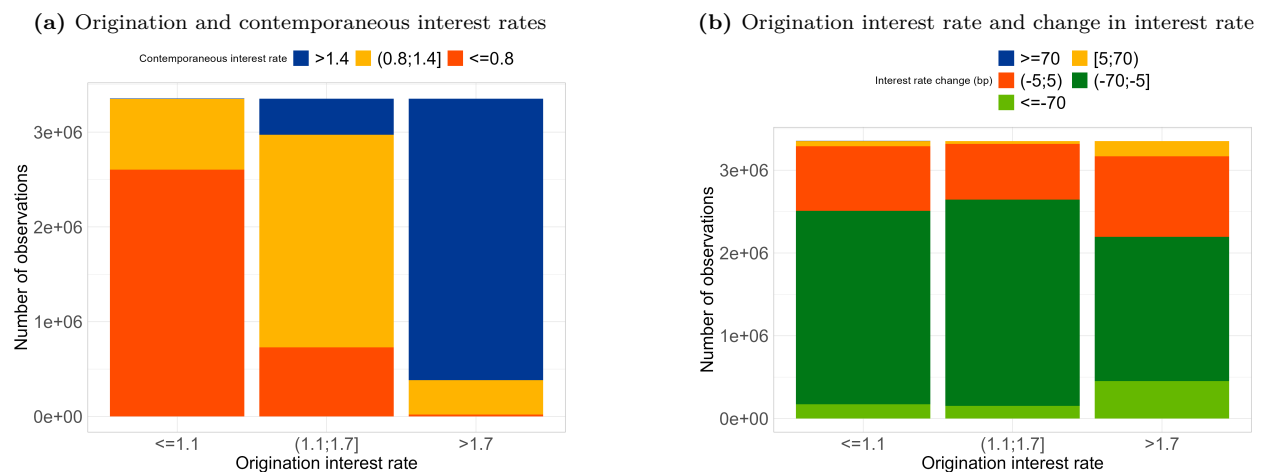 (a) Origination and contemporaneous interest rates
Contemporaneous interest rate >1.4 (0.8;1.4] <=0.8
Number of observations
3e+06
2e+06
1e+06
0e+00
<=1.1 (1.1;1.7] >1.7
Origination interest rate
(b) Origination interest rate and change in interest rate
>=70 [5;70)
Interest rate change (bp) (-5;5) (-70;-5]
<=-70
Number of observations
3e+06
2e+06
1e+06
0e+00
<=1.1 (1.1;1.7] >1.7
Origination interest rate